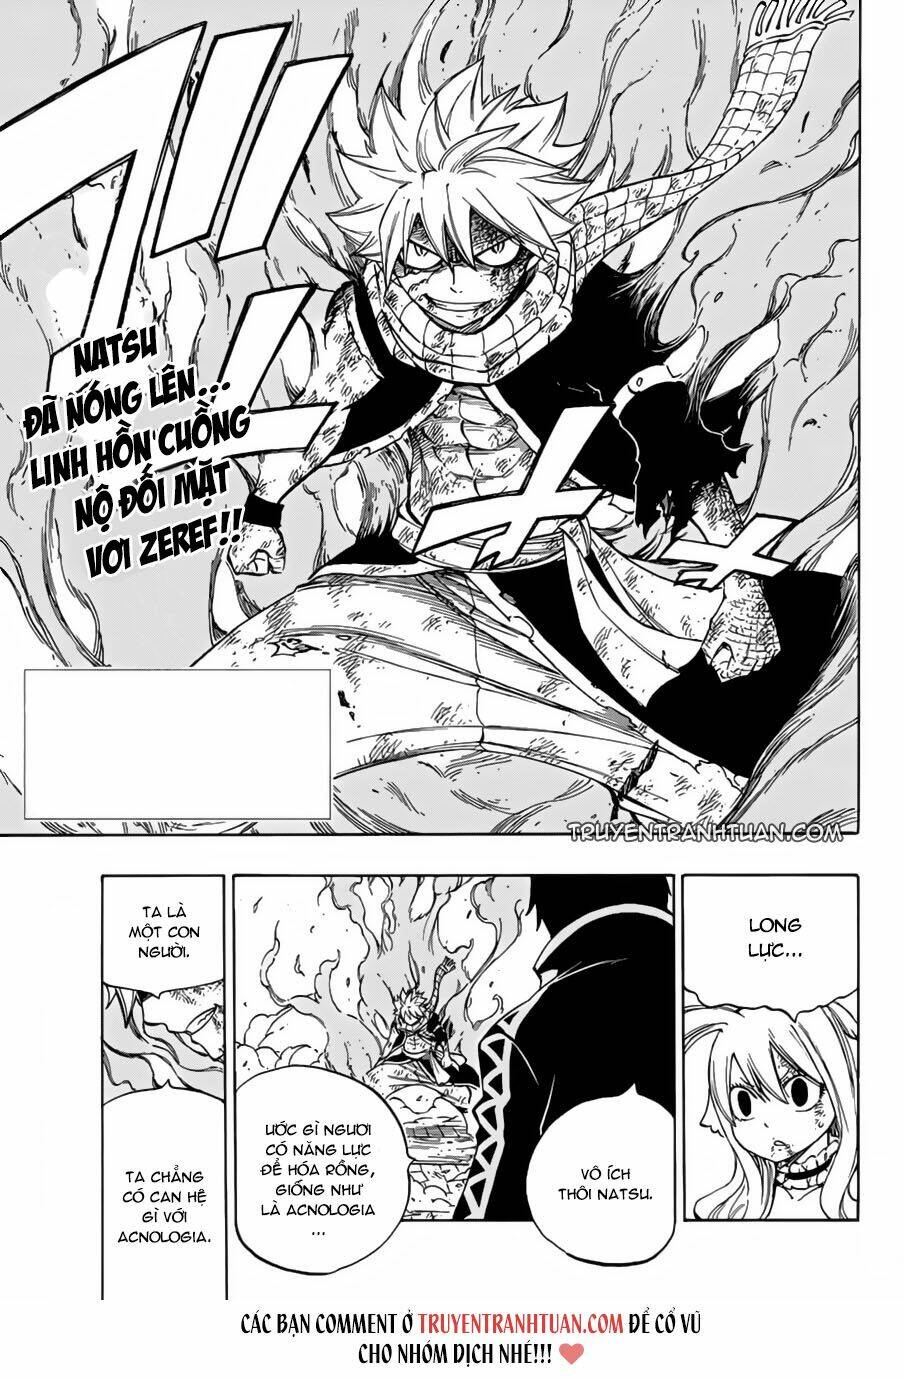 NATSU
ĐÃ NÓNG LÊN...
LINH HỒN CUỒNG
NỘ ĐỐI MẶT
VƠI ZEREF!!
TRUYENTRANHTUAN.COM
LONG
LỰC...
VÔ ÍCH
THÔI NATSU.
ƯỚC GÌ NGƯƠI
CÓ NĂNG LỰC
ĐỂ HÓA RỒNG,
GIỐNG NHƯ
LÀ ACNOLOGIA
...
TA LÀ
MỘT CON
NGƯỜI.
TA CHẲNG
CÓ CAN HỆ
GÌ VỚI
ACNOLOGIA.
CÁC BẠN COMMENT Ở TRUYENTRANHTUAN.COM ĐỂ CỔ VŨ
CHO NHÓM DỊCH NHÉ!!! ❤